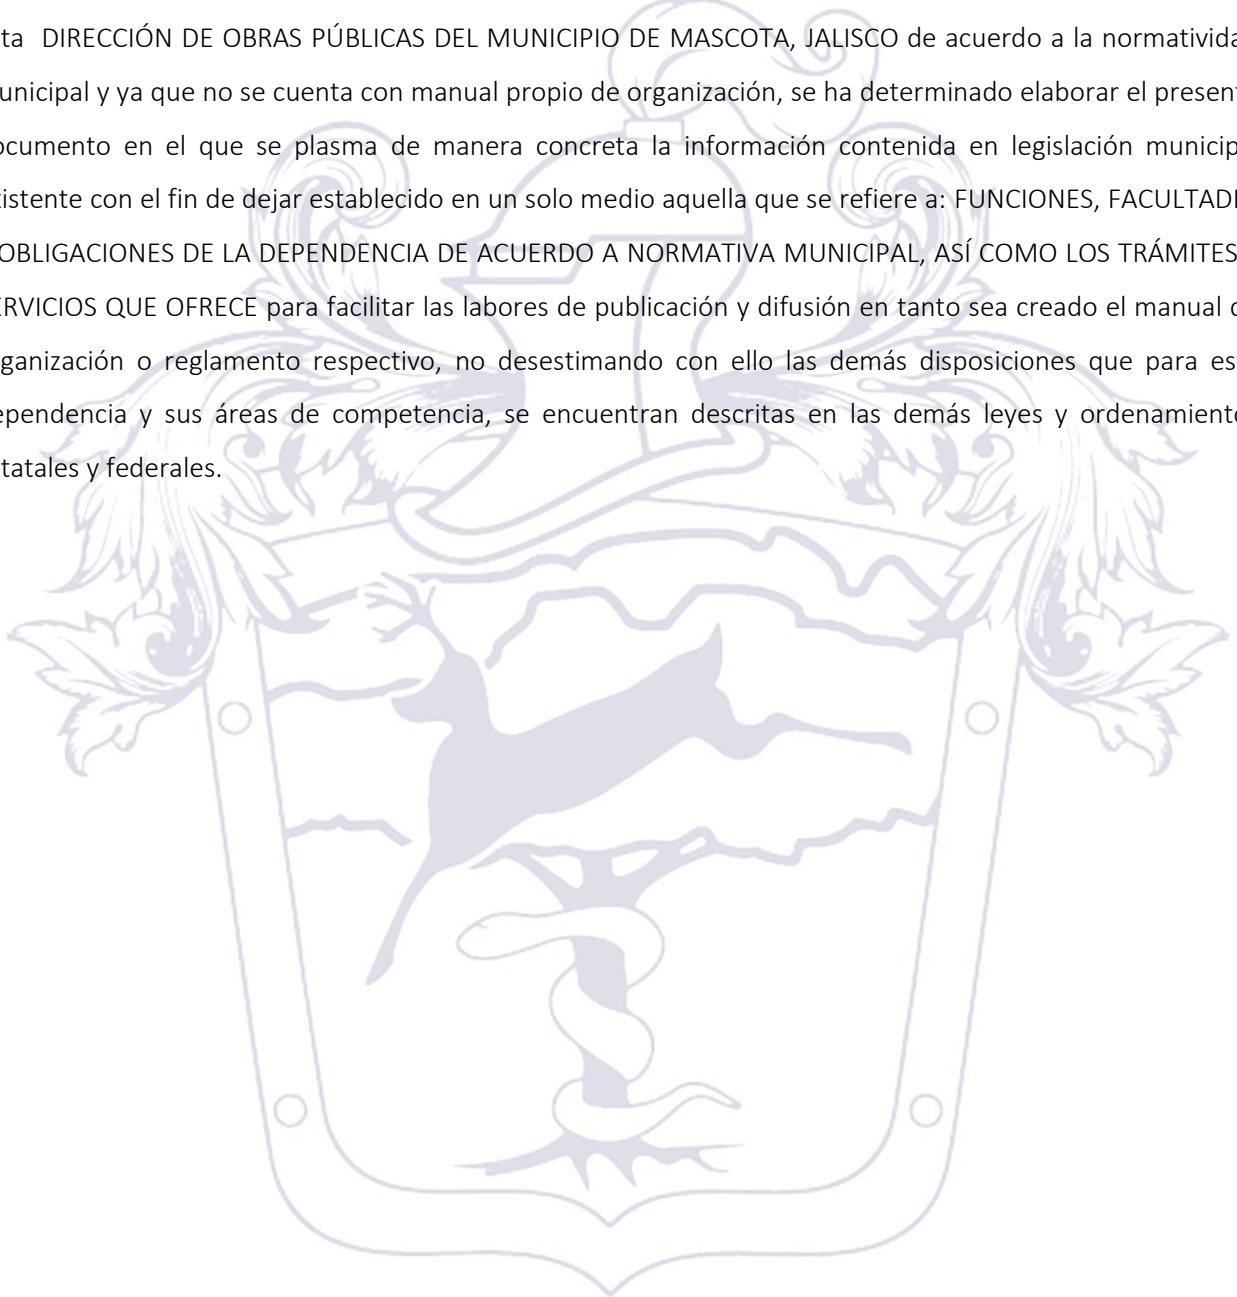 ta DIRECCIÓN DE OBRAS PÚBLICAS DEL MUNICIPIO DE MASCOTA, JALISCO de acuerdo a la normativida
unicipal y ya que no se cuenta con manual propio de organización, se ha determinado elaborar el present
ocumento en el que se plasma de manera concreta la información contenida en legislación municip
istente con el fin de dejar establecido en un solo medio aquella que se refiere a: FUNCIONES, FACULTADE
OBLIGACIONES DE LA DEPENDENCIA DE ACUERDO A NORMATIVA MUNICIPAL, ASÍ COMO LOS TRÁMITES
ERVICIOS QUE OFRECE para facilitar las labores de publicación y difusión en tanto sea creado el manual d
ganización o reglamento respectivo, no desestimando con ello las demás disposiciones que para es
ependencia y sus áreas de competencia, se encuentran descritas en las demás leyes y ordenamiento
tatales y federales.